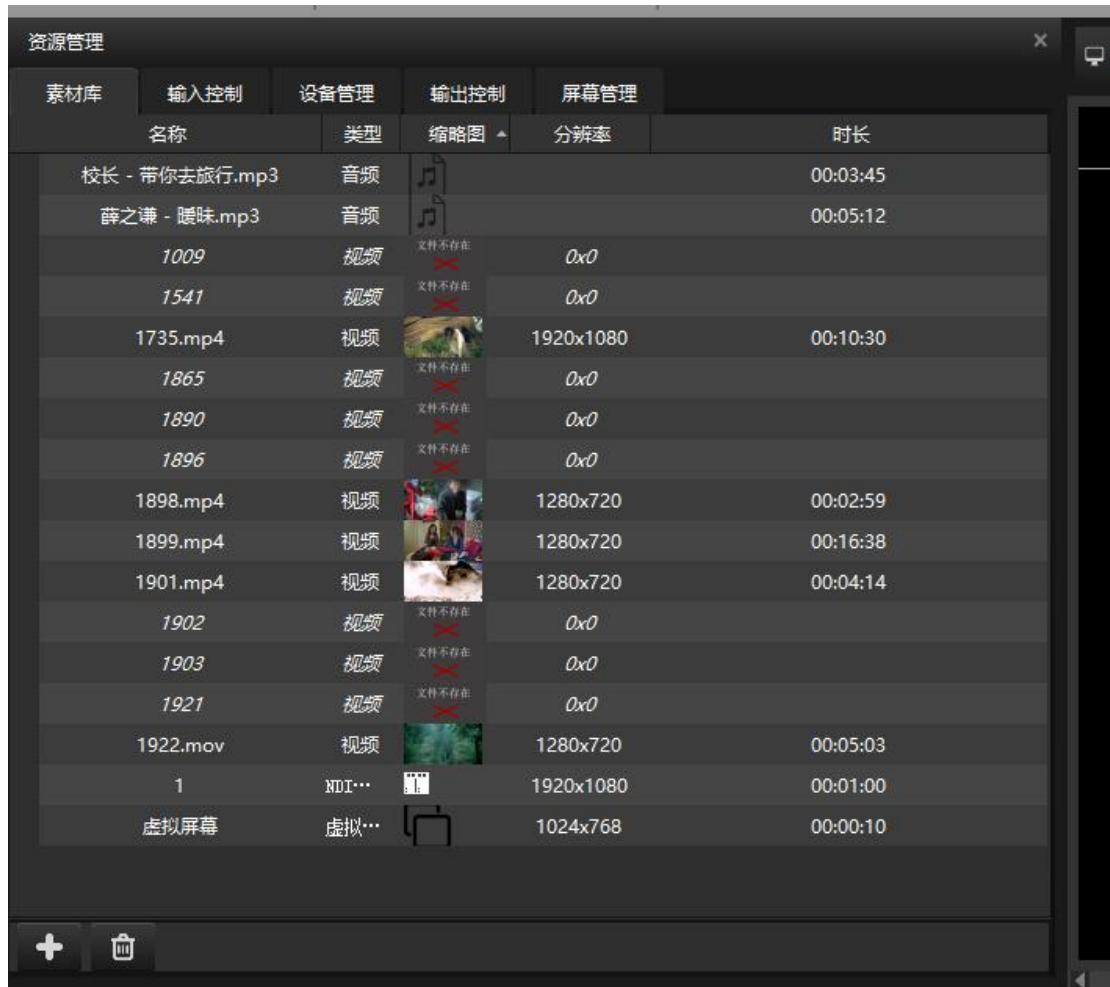 资源管理
素材库 输入控制 设备管理 输出控制 屏幕管理
名称 类型 缩略图 分辨率 时长
校长 - 带你去旅行.mp3 音频 00:03:45
薛之谦 - 暧昧.mp3 音频 00:05:12
1009 视频 文件不存在 0x0
1541 视频 文件不存在 0x0
1735.mp4 视频 1920x1080 00:10:30
1865 视频 文件不存在 0x0
1890 视频 文件不存在 0x0
1896 视频 文件不存在 0x0
1898.mp4 视频 1280x720 00:02:59
1899.mp4 视频 1280x720 00:16:38
1901.mp4 视频 1280x720 00:04:14
1902 视频 文件不存在 0x0
1903 视频 文件不存在 0x0
1921 视频 文件不存在 0x0
1922.mov 视频 1280x720 00:05:03
1 NDI… 1920x1080 00:01:00
虚拟屏幕 虚拟… 1024x768 00:00:10